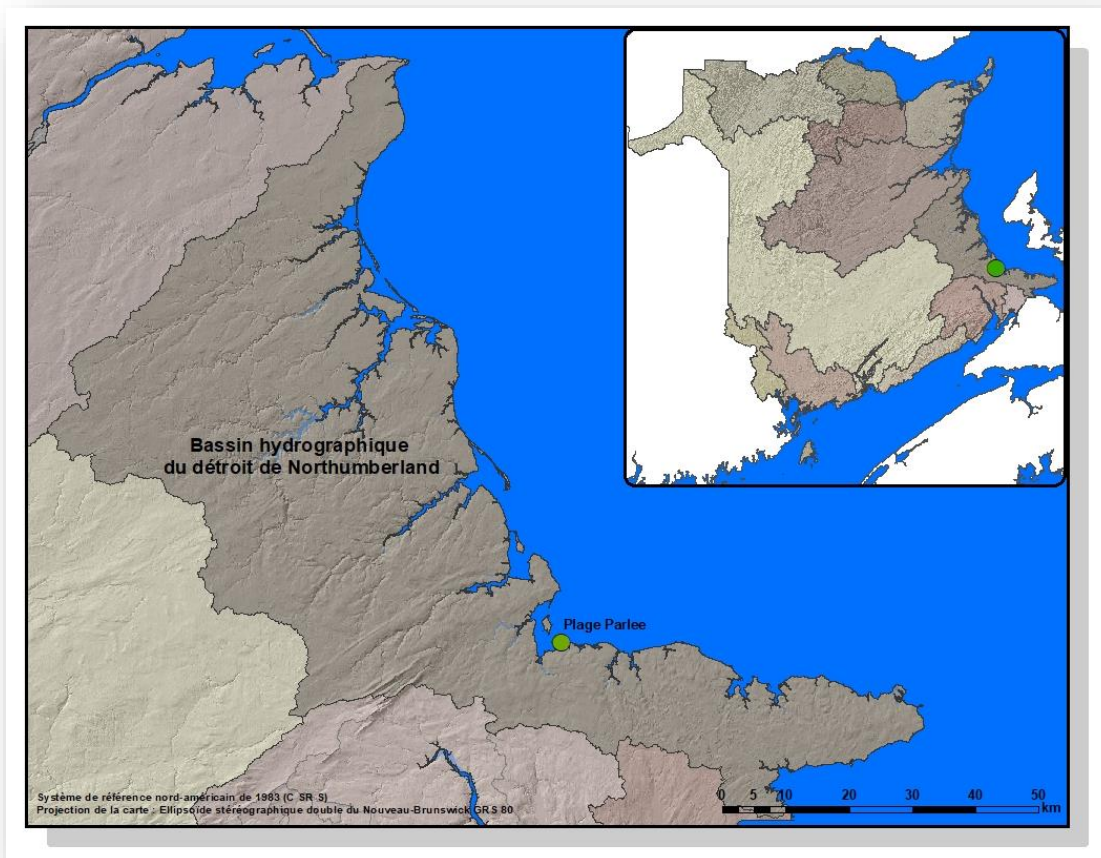 Bassin hydrographique
du détroit de Northumberland
Plage Parlee
Système de référence nord-américain de 1983 (C SR S)
Projection de la carte : Ellipsoïde stéréographique double du Nouveau-Brunswick GRS 80
0 5 10 20 30 40 50
km